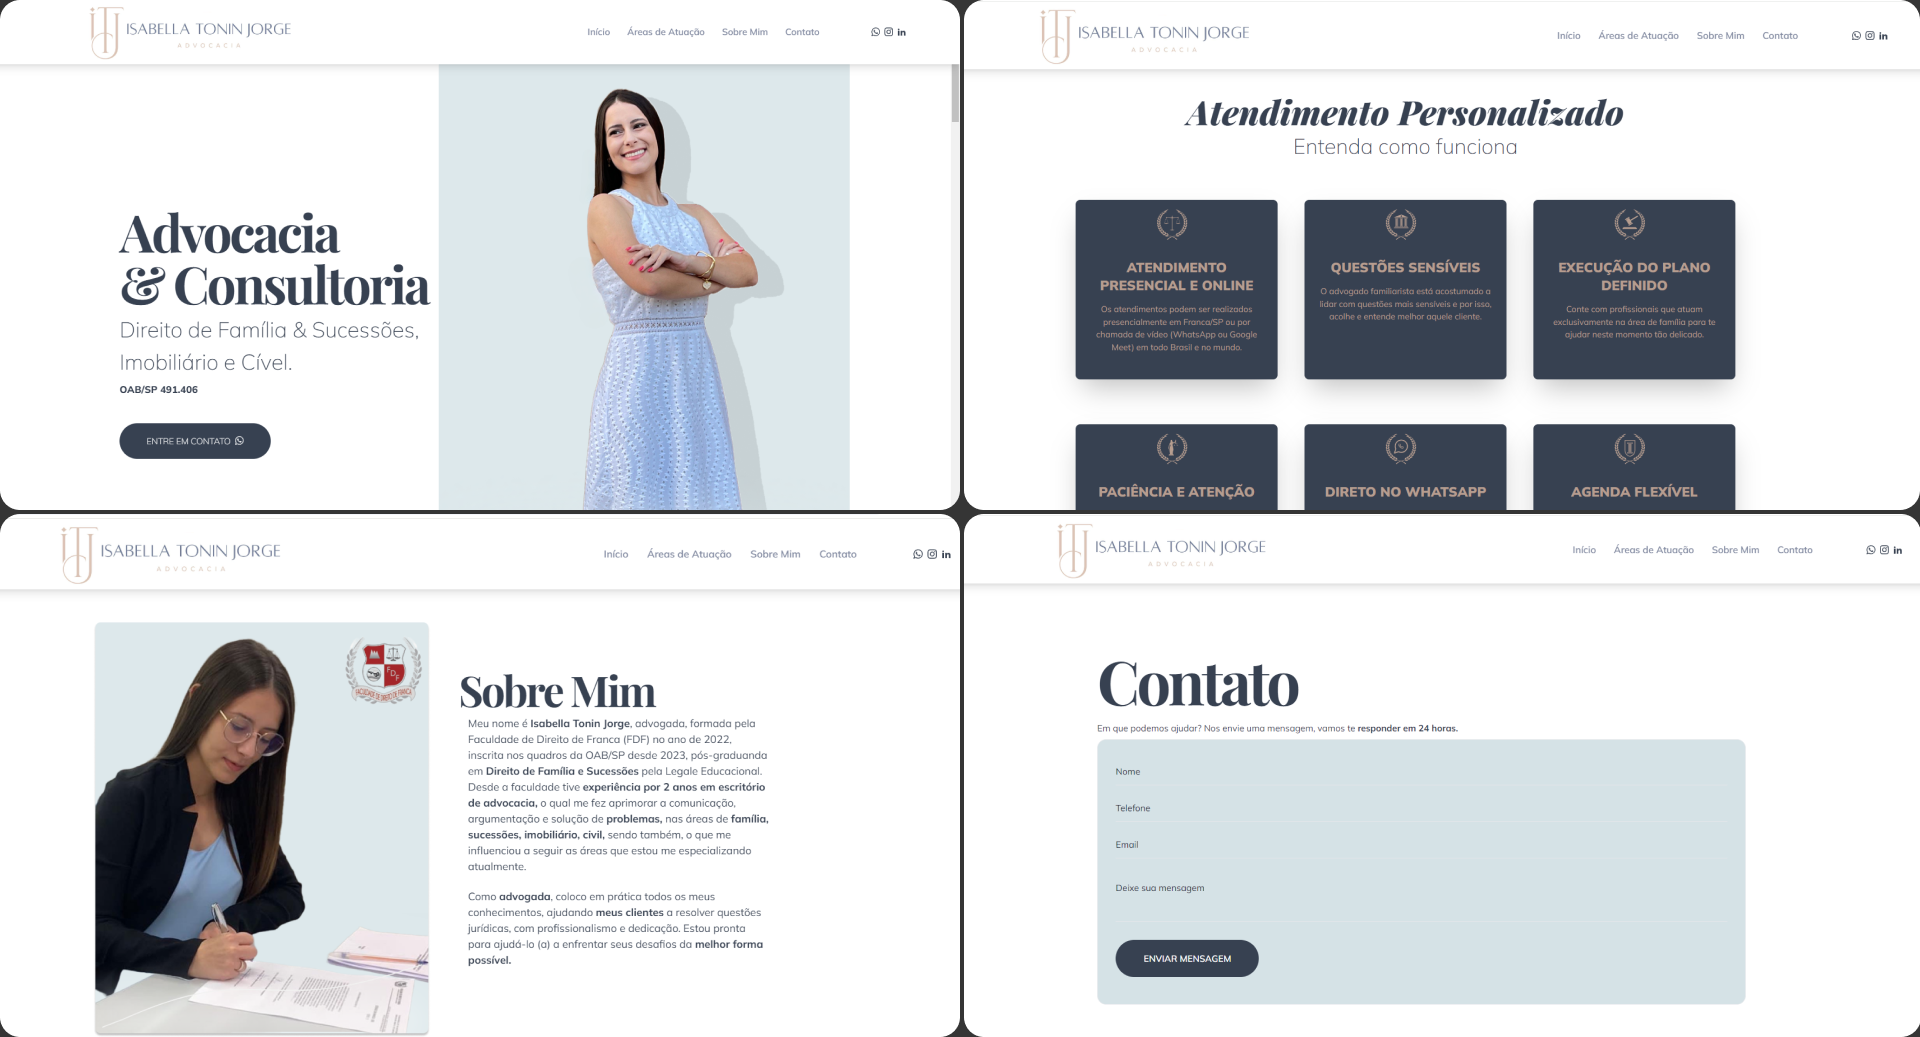 ISABELLA TONIN JORGE
ADVOCACIA
Início
Áreas de Atuação
Sobre Mim
Contato
Advocacia
& Consultoria
Direito de Família & Sucessões,
Imobiliário e Cível.
OAB/SP 491.406
ENTRE EM CONTATO
ISABELLA TONIN JORGE
ADVOCACIA
Início
Áreas de Atuação
Sobre Mim
Contato
Atendimento Personalizado
Entenda como funciona
ATENDIMENTO
PRESENCIAL E ONLINE
Os atendimentos podem ser realizados
presencialmente em Franca/SP ou por
chamada de vídeo (WhatsApp ou Google
Meet) em todo Brasil e no mundo.
QUESTÕES SENSÍVEIS
O advogado familiarista está acostumado a
lidar com questões mais sensíveis e por isso,
acolhe e entende melhor aquele cliente.
EXECUÇÃO DO PLANO
DEFINIDO
Conte com profissionais que atuam
exclusivamente na área de família para te
ajudar neste momento tão delicado.
PACIÊNCIA E ATENÇÃO
DIRETO NO WHATSAPP
AGENDA FLEXÍVEL
ISABELLA TONIN JORGE
ADVOCACIA
Início
Áreas de Atuação
Sobre Mim
Contato
FDF
FACULDADE DE DIREITO DE FRANCA
Sobre Mim
Meu nome é Isabella Tonin Jorge, advogada, formada pela
Faculdade de Direito de Franca (FDF) no ano de 2022,
inscrita nos quadros da OAB/SP desde 2023, pós-graduanda
em Direito de Família e Sucessões pela Legale Educacional.
Desde a faculdade tive experiência por 2 anos em escritório
de advocacia, o qual me fez aprimorar a comunicação,
argumentação e solução de problemas, nas áreas de família,
sucessões, imobiliário, civil, sendo também, o que me
influenciou a seguir as áreas que estou me especializando
atualmente.
Como advogada, coloco em prática todos os meus
conhecimentos, ajudando meus clientes a resolver questões
jurídicas, com profissionalismo e dedicação. Estou pronta
para ajudá-lo (a) a enfrentar seus desafios da melhor forma
possível.
ISABELLA TONIN JORGE
ADVOCACIA
Início
Áreas de Atuação
Sobre Mim
Contato
Contato
Em que podemos ajudar? Nos envie uma mensagem, vamos te responder em 24 horas.
Nome
Telefone
Email
Deixe sua mensagem
ENVIAR MENSAGEM